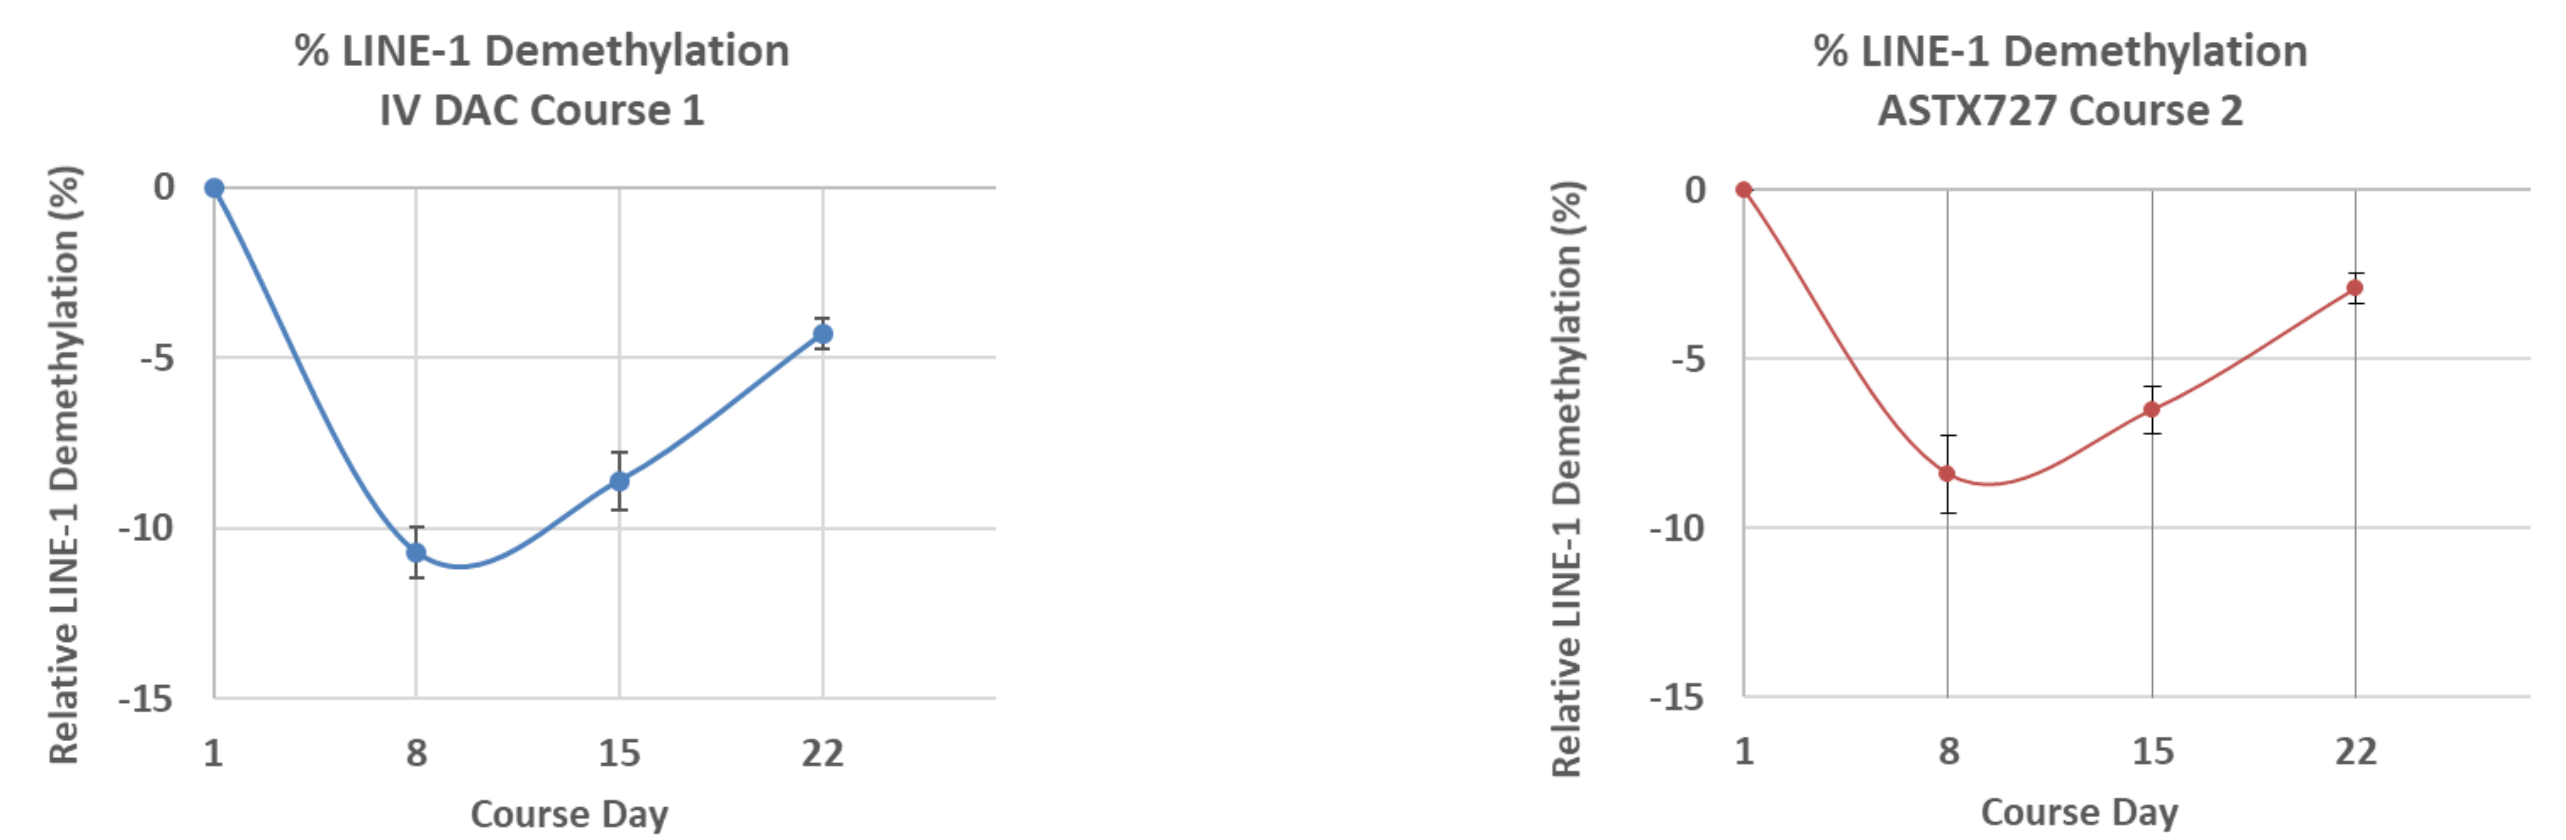 % LINE-1 Demethylation
IV DAC Course 1
Relative LINE-1 Demethylation (%)
0
-5
-10
-15
1 8 15 22
Course Day
% LINE-1 Demethylation
ASTX727 Course 2
Relative LINE-1 Demethylation (%)
0
-5
-10
-15
1 8 15 22
Course Day